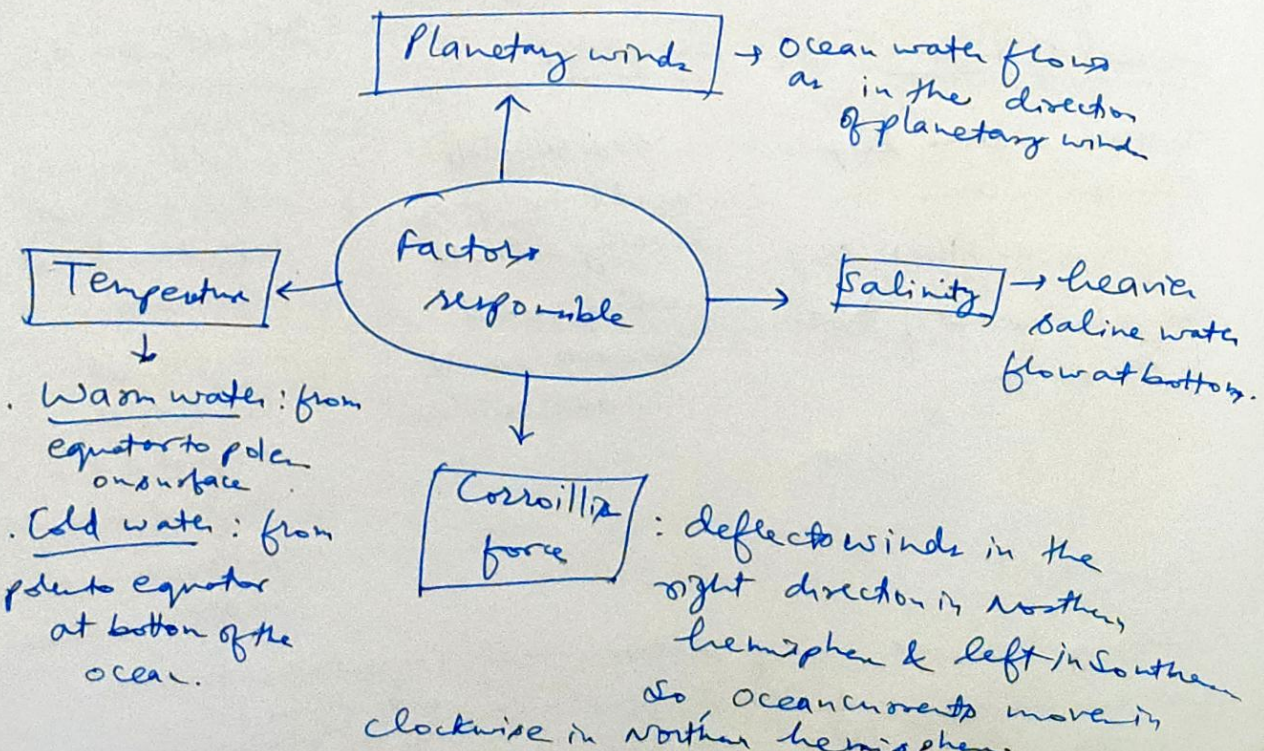 Planetary winds → ocean water flows
as in the direction
of planetary winds
Factors
responsible
Temperature
Salinity → heavier
saline water
flow at bottom.
. Warm water : from
equator to poles
on surface
. Cold water : from
poles to equator
at bottom of the
ocean.
Corroillis
force
: deflects winds in the
right direction in Northern
hemisphere & left in Southern
so, ocean currents move in
clockwise in Northern hemisphere.